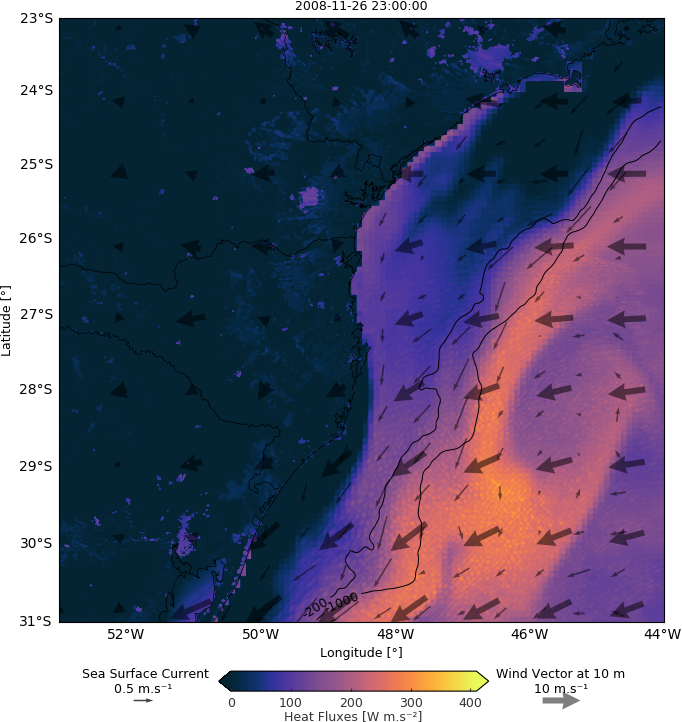 2008-11-26 23:00:00
23°S
24°S
25°S
26°S
27°S
28°S
29°S
30°S
31°S
Latitude [°]
-200
-1000
52°W 50°W 48°W 46°W 44°W
Longitude [°]
Sea Surface Current
0.5 m.s⁻¹
Wind Vector at 10 m
10 m.s⁻¹
0 100 200 300 400
Heat Fluxes [W m.s⁻²]